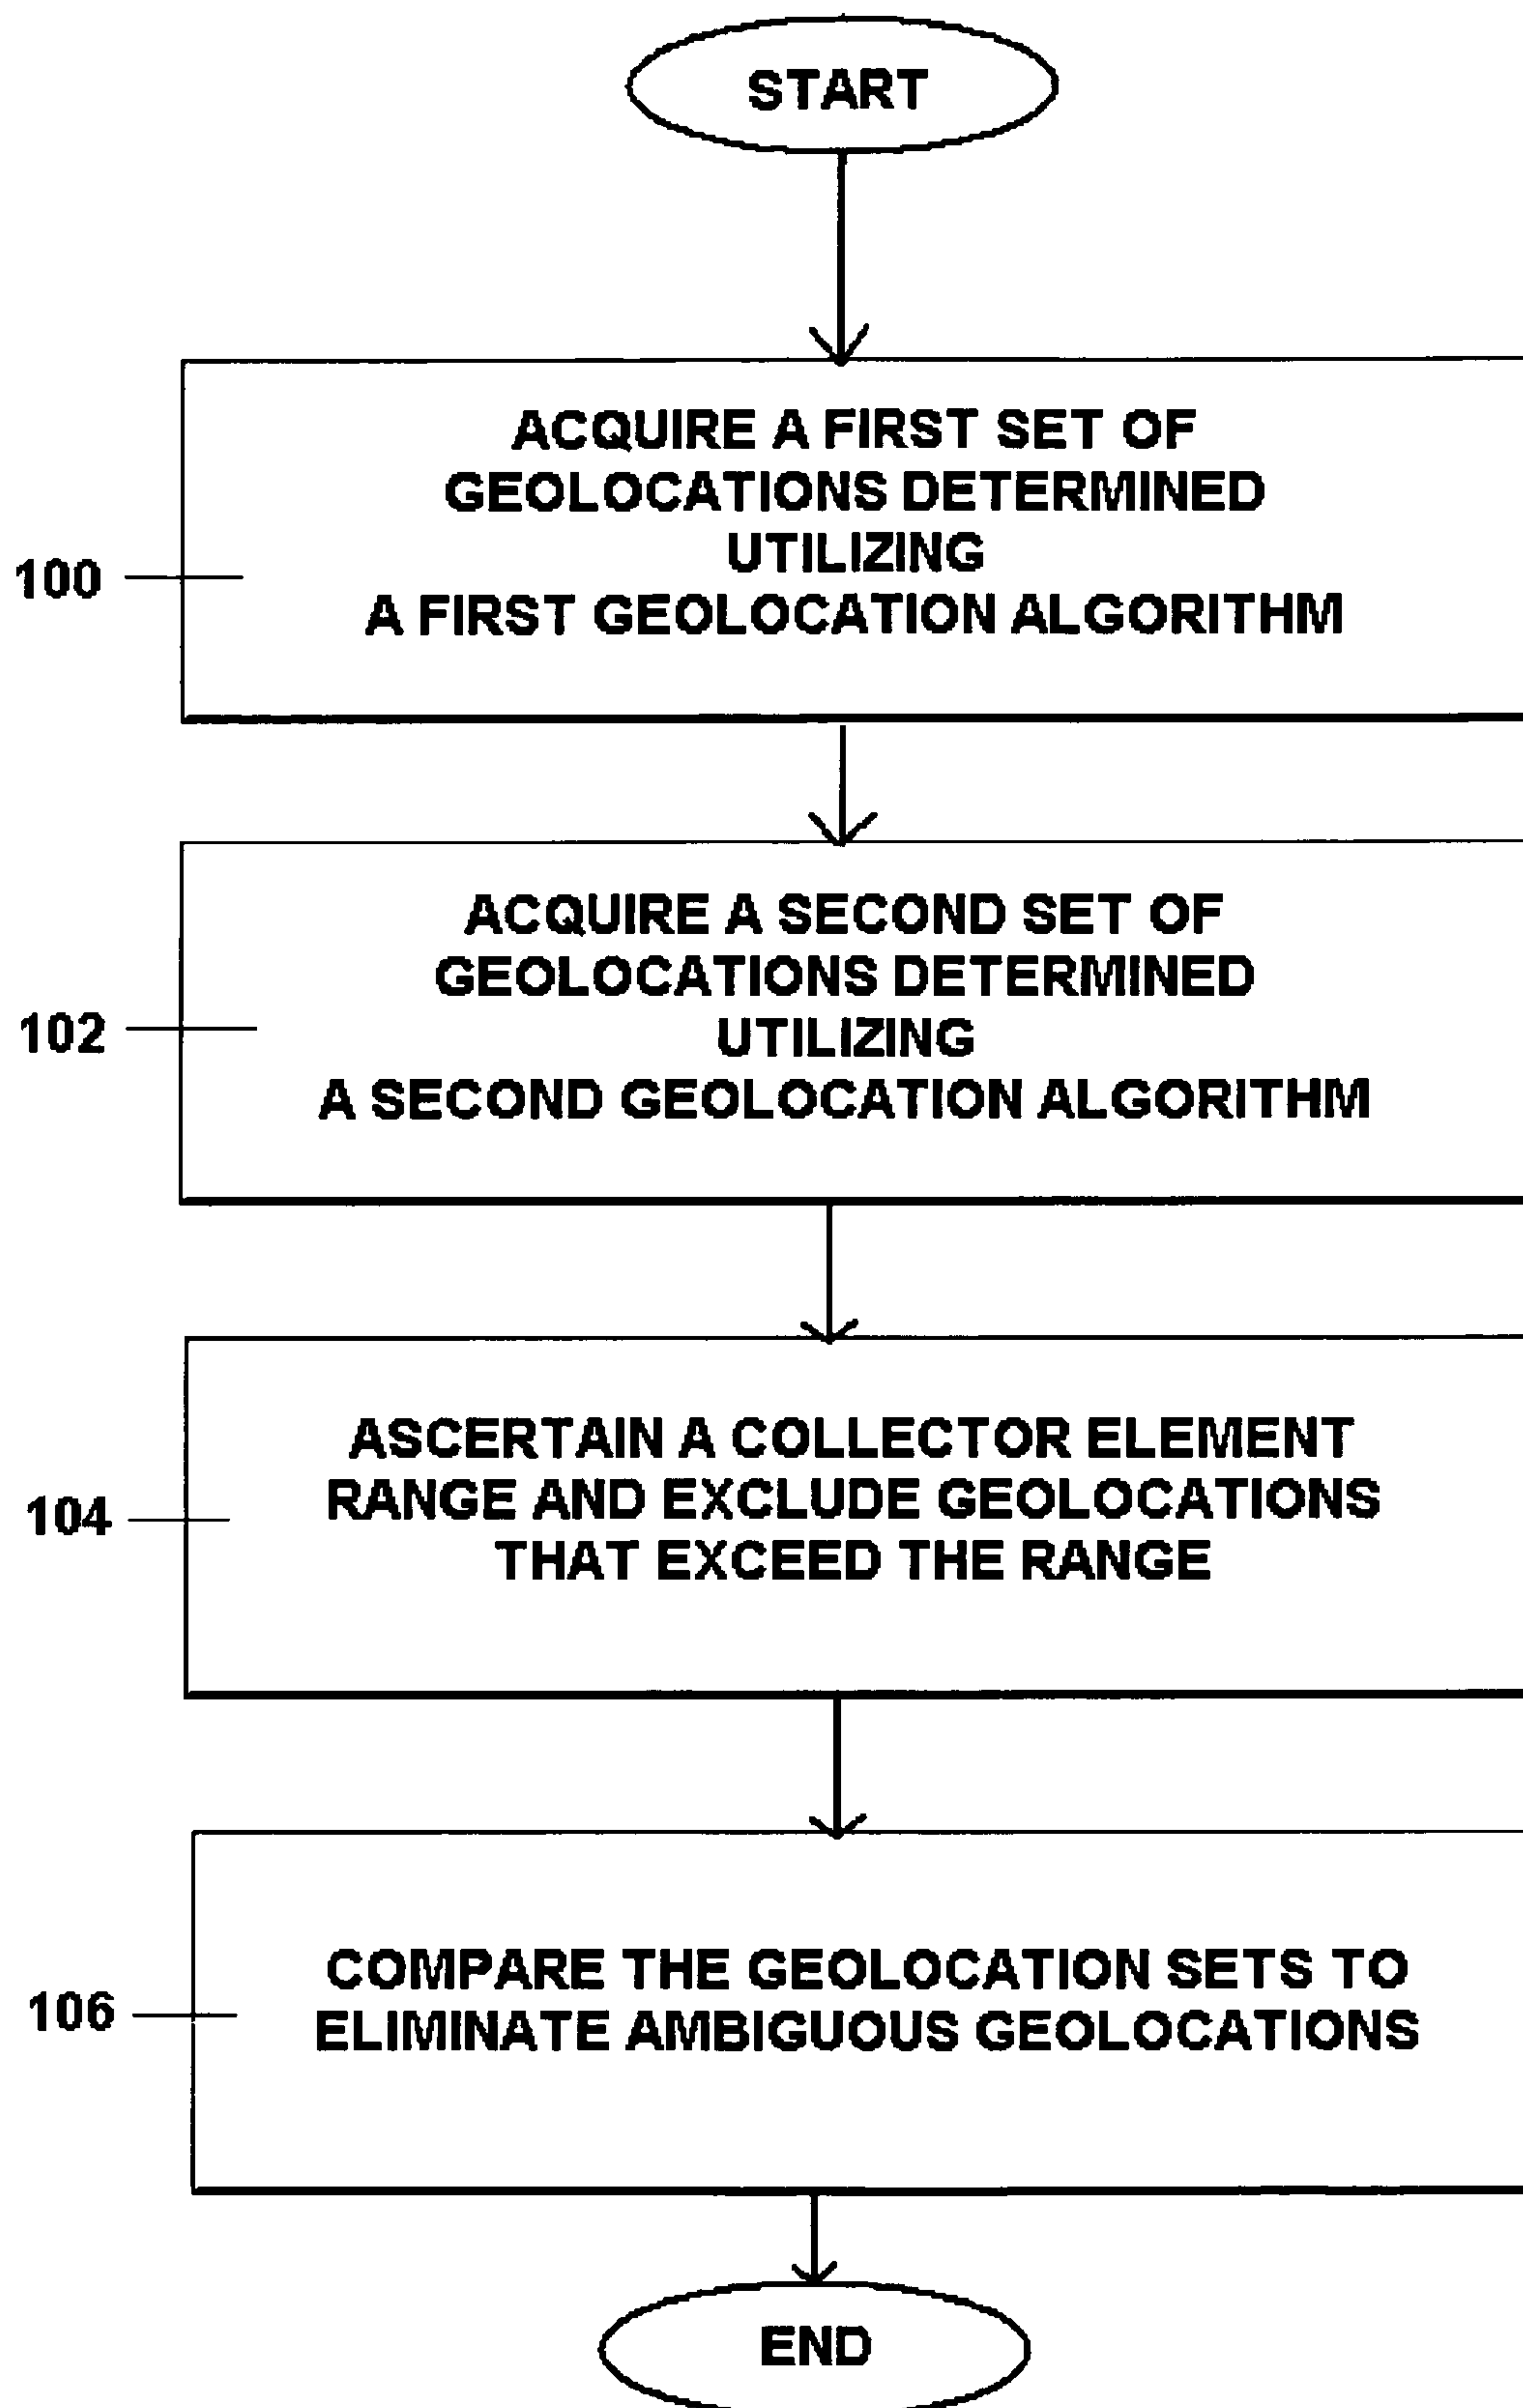 START
ACQUIRE A FIRST SET OF
GEOLOCATIONS DETERMINED
UTILIZING
A FIRST GEOLOCATION ALGORITHM
100
ACQUIRE A SECOND SET OF
GEOLOCATIONS DETERMINED
UTILIZING
A SECOND GEOLOCATION ALGORITHM
102
ASCERTAIN A COLLECTOR ELEMENT
RANGE AND EXCLUDE GEOLOCATIONS
THAT EXCEED THE RANGE
104
COMPARE THE GEOLOCATION SETS TO
ELIMINATE AMBIGUOUS GEOLOCATIONS
106
END